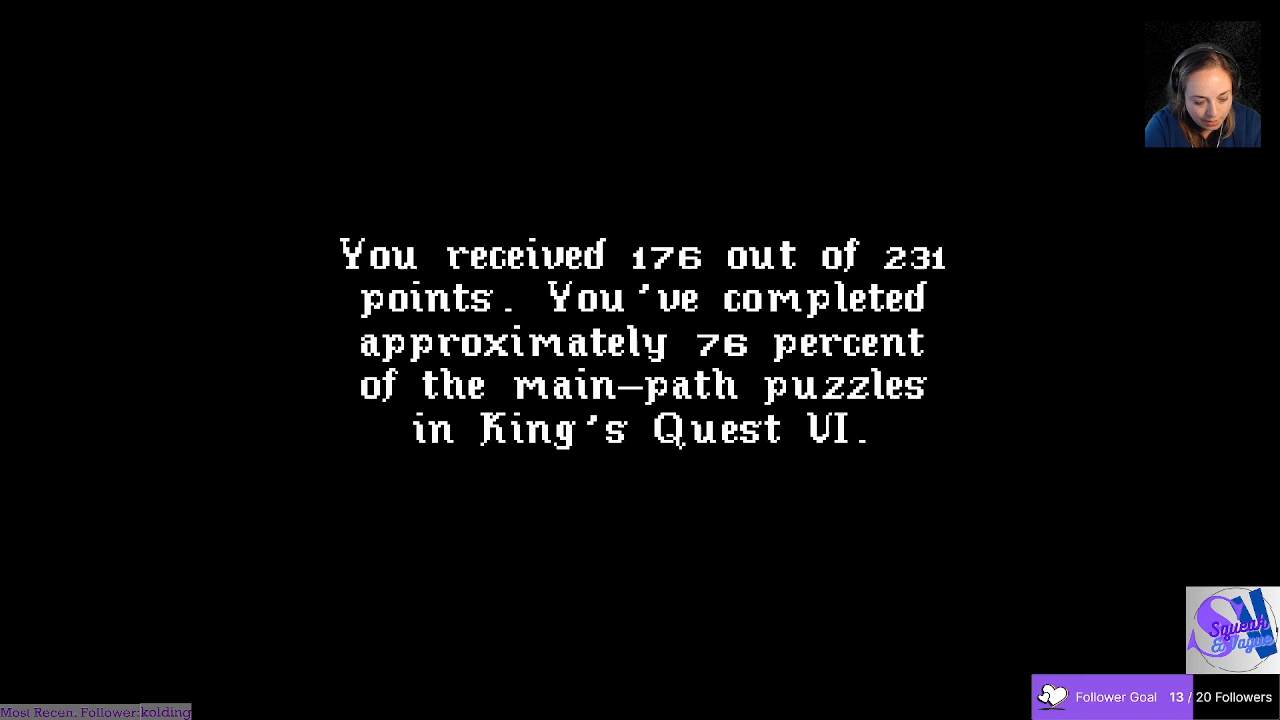 You received 176 out of 231
points. You've completed
approximately 76 percent
of the main-path puzzles
in King's Quest VI.
Squeak
& Vague
Follower Goal 13 / 20 Followers
Most Recen. Follower:kolding